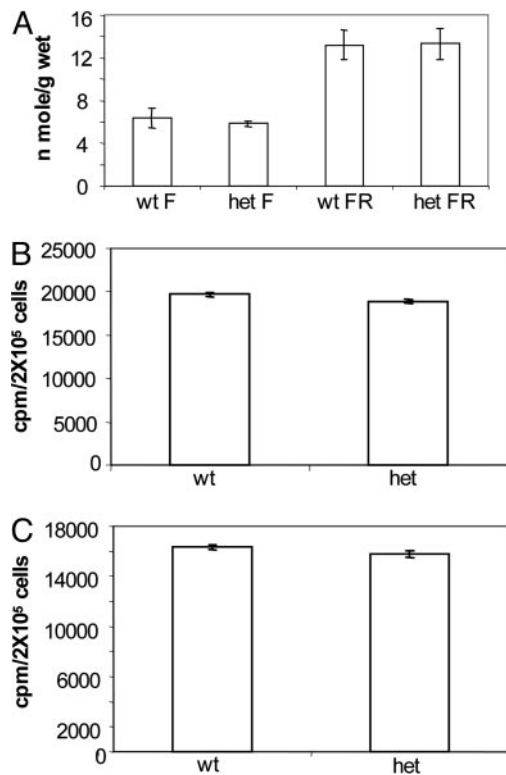 A
n mole/g wet
16
12
8
4
0
wt F
het F
wt FR
het FR
B
cpm/2X10⁵ cells
25000
20000
15000
10000
5000
0
wt
het
C
cpm/2X10⁵ cells
18000
14000
10000
6000
2000
0
wt
het